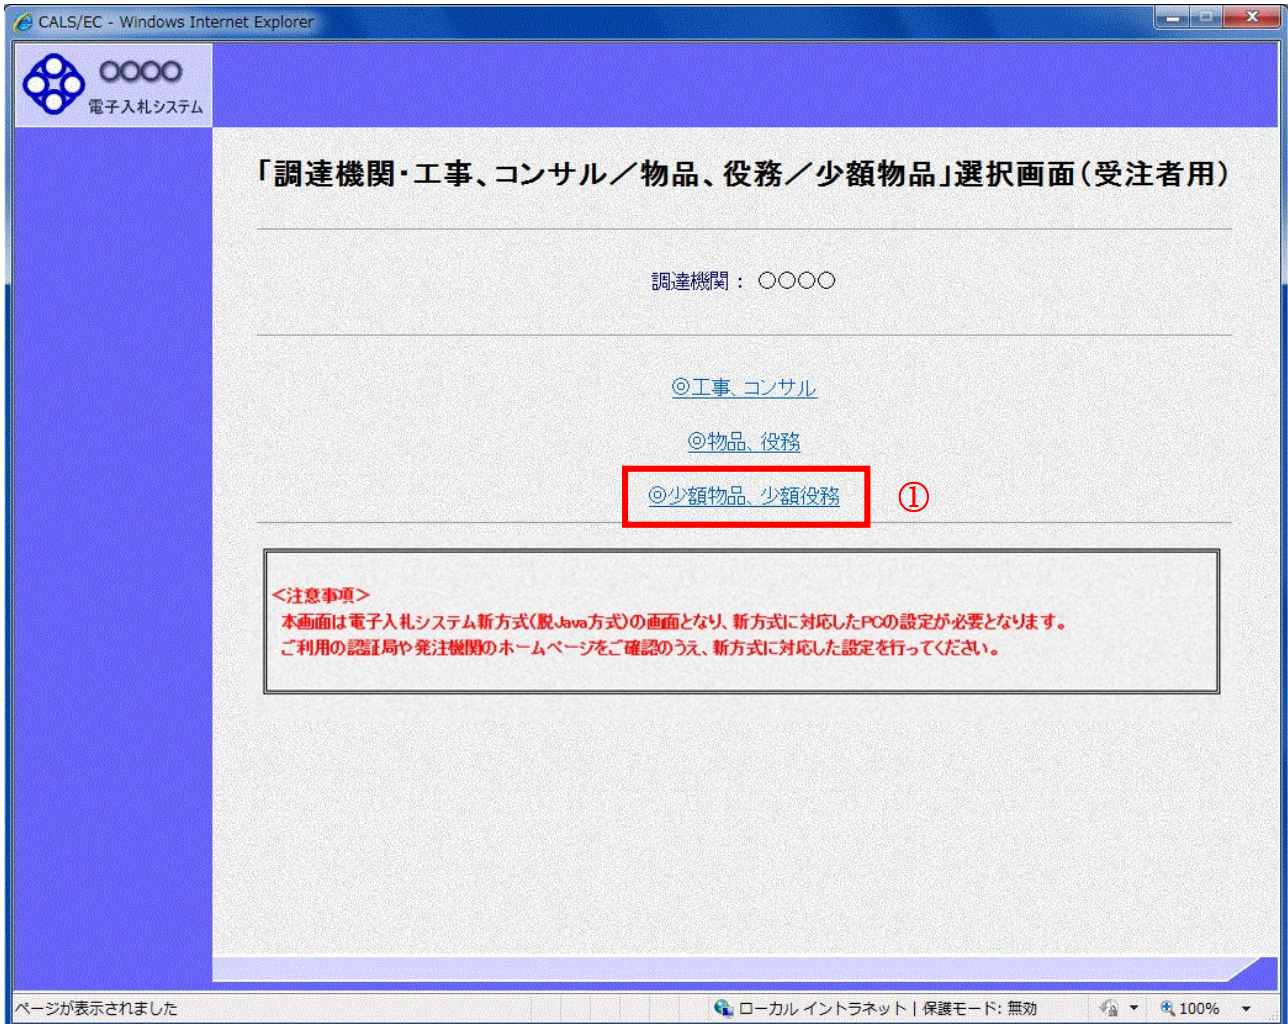 CALS/EC - Windows Internet Explorer
〇〇〇〇
電子入札システム
「調達機関・工事、コンサル／物品、役務／少額物品」選択画面（受注者用）
調達機関： 〇〇〇〇
◎工事、コンサル
◎物品、役務
◎少額物品、少額役務 ①
＜注意事項＞
本画面は電子入札システム新方式(脱Java方式)の画面となり、新方式に対応したPCの設定が必要となります。
ご利用の認証局や発注機関のホームページをご確認のうえ、新方式に対応した設定を行ってください。
ページが表示されました
ローカル イントラネット | 保護モード: 無効
100%